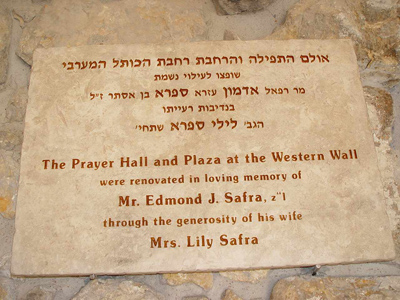 אולם התפילה והרחבת רחבת הכותל המערבי
שופצו לעילוי נשמת
מר רפאל אדמון עזרא ספרא בן אסתר ז"ל
בנדיבות רעייתו
הגב' לילי ספרא שתחי'
The Prayer Hall and Plaza at the Western Wall
were renovated in loving memory of
Mr. Edmond J. Safra, z"l
through the generosity of his wife
Mrs. Lily Safra